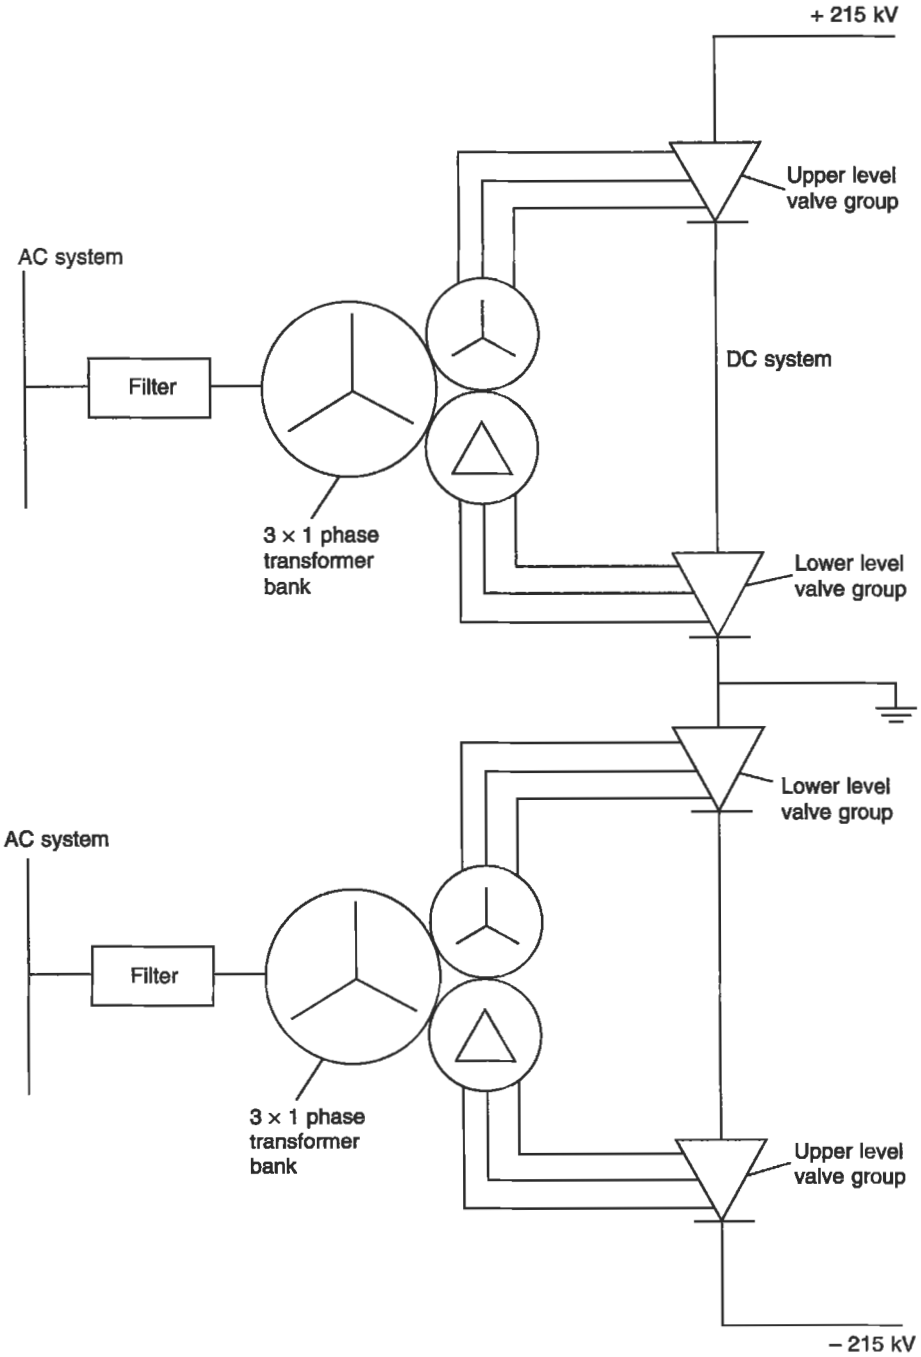 + 215 kV
Upper level
valve group
AC system
DC system
Filter
3 × 1 phase
transformer
bank
Lower level
valve group
Lower level
valve group
AC system
Filter
3 × 1 phase
transformer
bank
Upper level
valve group
− 215 kV